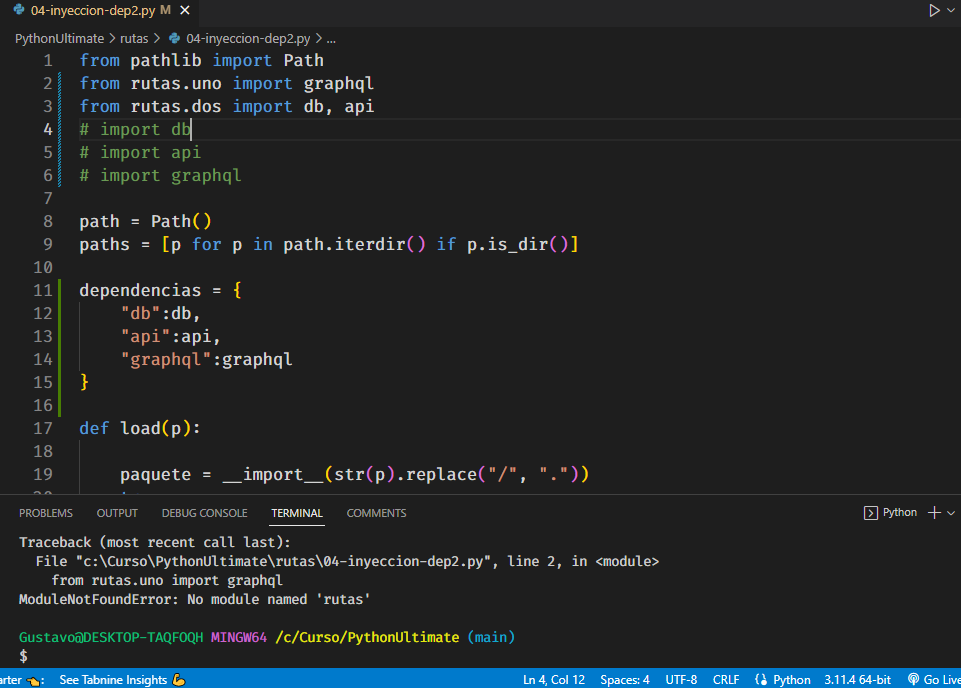 04-inyeccion-dep2.py M
PythonUltimate > rutas > 04-inyeccion-dep2.py > ...
1 from pathlib import Path
2 from rutas.uno import graphql
3 from rutas.dos import db, api
4 # import db
5 # import api
6 # import graphql
7
8 path = Path()
9 paths = [p for p in path.iterdir() if p.is_dir()]
10
11 dependencias = {
12 "db":db,
13 "api":api,
14 "graphql":graphql
15 }
16
17 def load(p):
18
19 paquete = __import__(str(p).replace("/", "."))
PROBLEMS OUTPUT DEBUG CONSOLE TERMINAL COMMENTS Python
Traceback (most recent call last):
File "c:\Curso\PythonUltimate\rutas\04-inyeccion-dep2.py", line 2, in <module>
from rutas.uno import graphql
ModuleNotFoundError: No module named 'rutas'
Gustavo@DESKTOP-TAQFOQH MINGW64 /c/Curso/PythonUltimate (main)
$
arter 👈: See Tabnine Insights 💪 Ln 4, Col 12 Spaces: 4 UTF-8 CRLF Python 3.11.4 64-bit Go Live